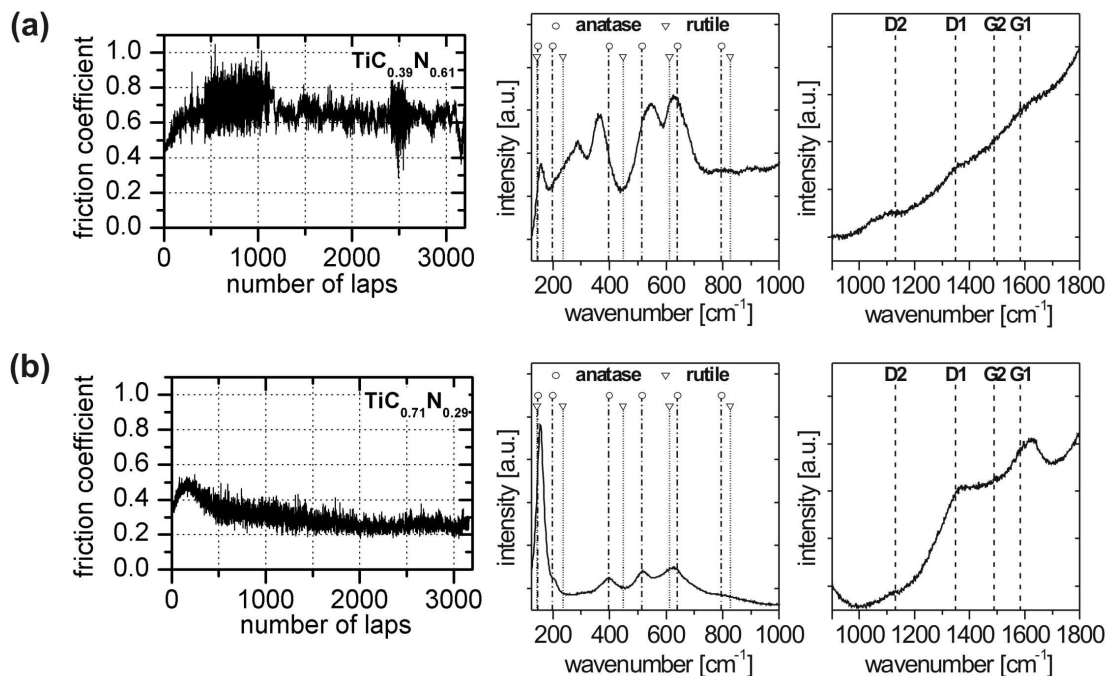 (a)
friction coefficient
1.0
0.8
0.6
0.4
0.2
0.0
TiC0.39N0.61
0 1000 2000 3000
number of laps
intensity [a.u.]
○ anatase ▽ rutile
200 400 600 800 1000
wavenumber [cm-1]
intensity [a.u.]
D2 D1 G2 G1
1000 1200 1400 1600 1800
wavenumber [cm-1]
(b)
friction coefficient
1.0
0.8
0.6
0.4
0.2
0.0
TiC0.71N0.29
0 1000 2000 3000
number of laps
intensity [a.u.]
○ anatase ▽ rutile
200 400 600 800 1000
wavenumber [cm-1]
intensity [a.u.]
D2 D1 G2 G1
1000 1200 1400 1600 1800
wavenumber [cm-1]